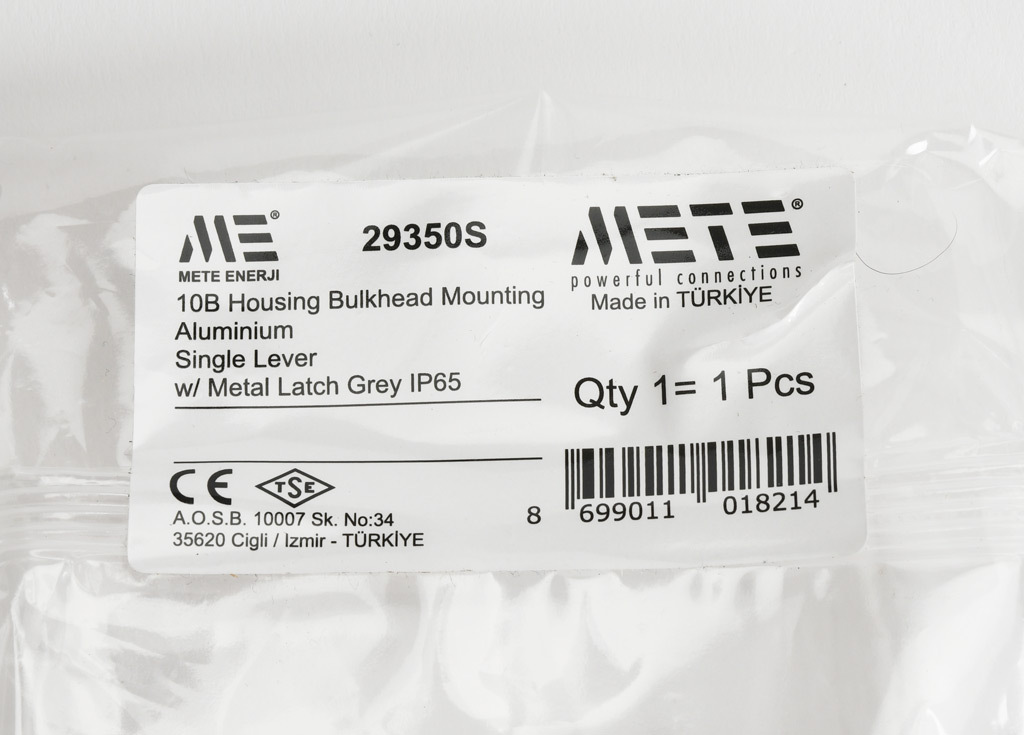 ME®
METE ENERJI
29350S
METE®
powerful connections
Made in TÜRKİYE
10B Housing Bulkhead Mounting
Aluminium
Single Lever
w/ Metal Latch Grey IP65
Qty 1= 1 Pcs
CE TSE
A.O.S.B. 10007 Sk. No:34
35620 Cigli / Izmir - TÜRKİYE
8 699011 018214